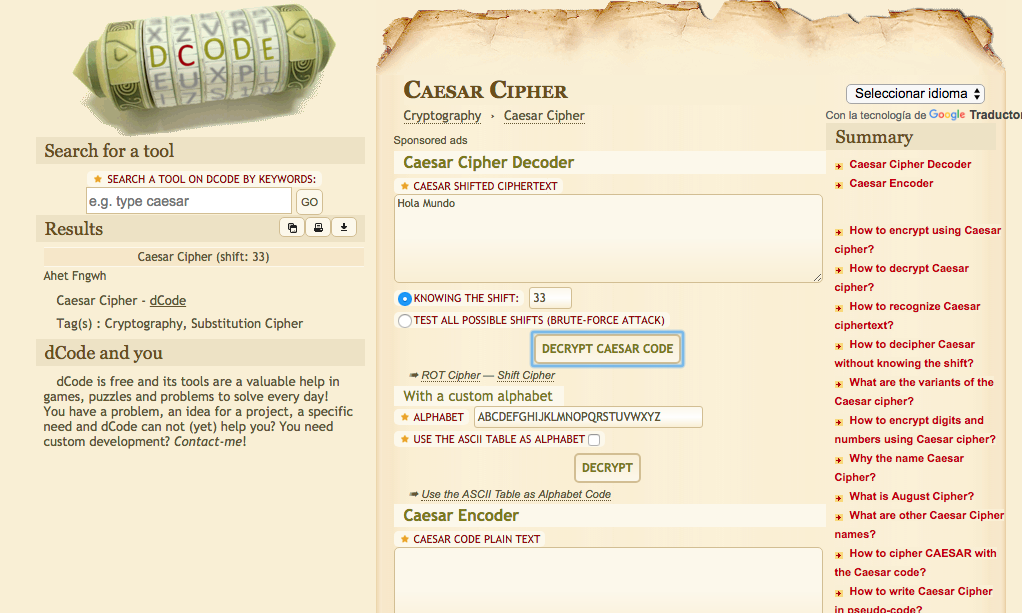 X Z V R T
D C O D E
E U X P L
Search for a tool
SEARCH A TOOL ON DCODE BY KEYWORDS:
e.g. type caesar
GO
Results
Caesar Cipher (shift: 33)
Ahet Fngwh
Caesar Cipher - dCode
Tag(s) : Cryptography, Substitution Cipher
dCode and you
dCode is free and its tools are a valuable help in
games, puzzles and problems to solve every day!
You have a problem, an idea for a project, a specific
need and dCode can not (yet) help you? You need
custom development? Contact-me!
Caesar Cipher
Cryptography › Caesar Cipher
Sponsored ads
Caesar Cipher Decoder
CAESAR SHIFTED CIPHERTEXT
Hola Mundo
KNOWING THE SHIFT: 33
TEST ALL POSSIBLE SHIFTS (BRUTE-FORCE ATTACK)
DECRYPT CAESAR CODE
➠ ROT Cipher — Shift Cipher
With a custom alphabet
ALPHABET ABCDEFGHIJKLMNOPQRSTUVWXYZ
USE THE ASCII TABLE AS ALPHABET
DECRYPT
➠ Use the ASCII Table as Alphabet Code
Caesar Encoder
CAESAR CODE PLAIN TEXT
Seleccionar idioma
Con la tecnología de Google Traductor
Summary
Caesar Cipher Decoder
Caesar Encoder
How to encrypt using Caesar
cipher?
How to decrypt Caesar
cipher?
How to recognize Caesar
ciphertext?
How to decipher Caesar
without knowing the shift?
What are the variants of the
Caesar cipher?
How to encrypt digits and
numbers using Caesar cipher?
Why the name Caesar
Cipher?
What is August Cipher?
What are other Caesar Cipher
names?
How to cipher CAESAR with
the Caesar code?
How to write Caesar Cipher
in pseudo-code?